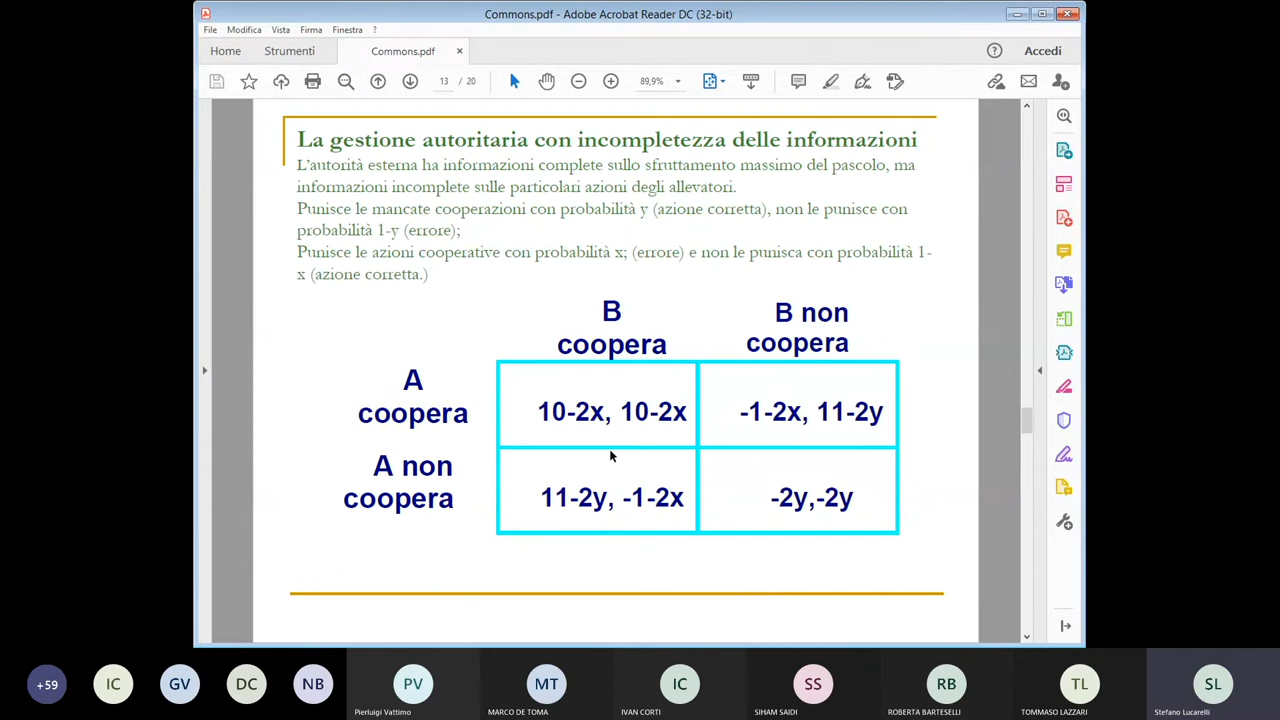 Commons.pdf - Adobe Acrobat Reader DC (32-bit)
File Modifica Vista Firma Finestra ?
Home Strumenti Commons.pdf × Accedi
13 / 20 89,9%
La gestione autoritaria con incompletezza delle informazioni
L'autorità esterna ha informazioni complete sullo sfruttamento massimo del pascolo, ma
informazioni incomplete sulle particolari azioni degli allevatori.
Punisce le mancate cooperazioni con probabilità y (azione corretta), non le punisce con
probabilità 1-y (errore);
Punisce le azioni cooperative con probabilità x; (errore) e non le punisca con probabilità 1-
x (azione corretta.)
B
coopera
B non
coopera
A
coopera
10-2x, 10-2x
-1-2x, 11-2y
A non
coopera
11-2y, -1-2x
-2y,-2y
+59 IC GV DC NB PV MT IC SS RB TL SL
Pierluigi Vattimo MARCO DE TOMA IVAN CORTI SIHAM SAIDI ROBERTA BARTESELLI TOMMASO LAZZARI Stefano Lucarelli